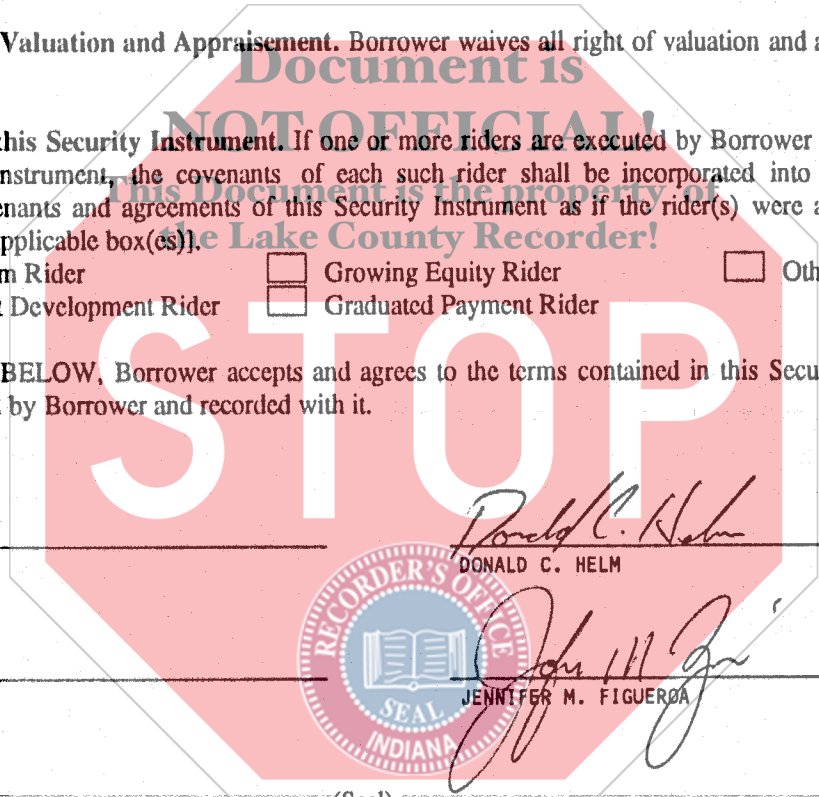 Valuation and Appraisement. Borrower waives all right of valuation and a
Document is
NOT OFFICIAL!
his Security Instrument. If one or more riders are executed by Borrower
nstrument, the covenants of each such rider shall be incorporated into
This Document is the property of
enants and agreements of this Security Instrument as if the rider(s) were a
the Lake County Recorder!
pplicable box(es)].
m Rider
Growing Equity Rider
Oth
t Development Rider
Graduated Payment Rider
STOP
BELOW, Borrower accepts and agrees to the terms contained in this Secu
by Borrower and recorded with it.
Donald C. Helm
DONALD C. HELM
JENNIFER M. FIGUEROA
RECORDER'S OFFICE
SEAL
INDIANA
(Seal)